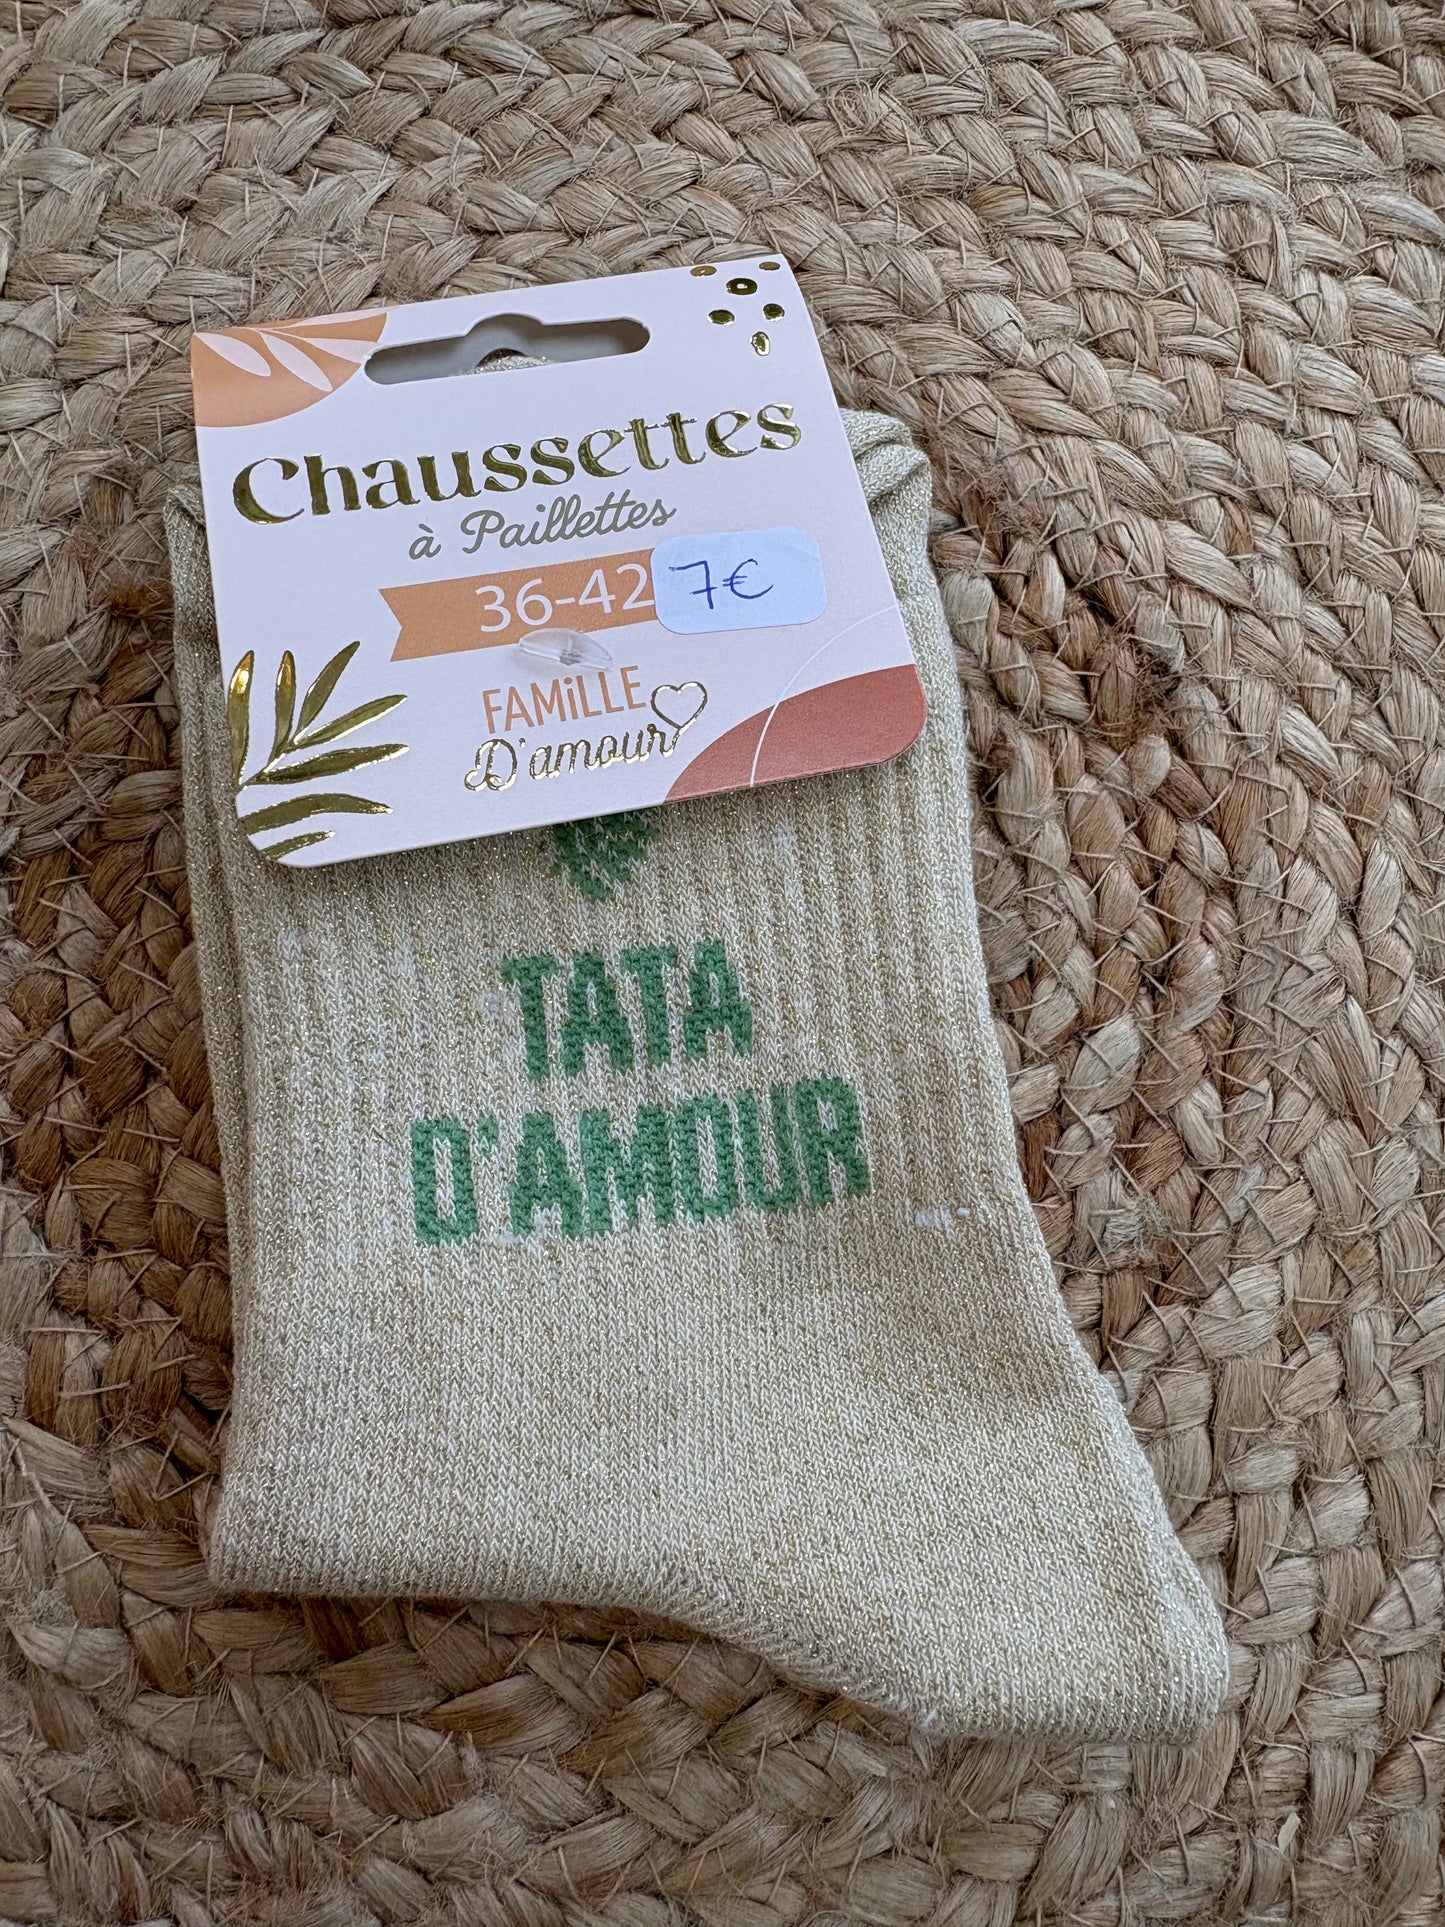 Chaussettes
à Paillettes
36-42 7€
FAMiLLE
D'amour
TATA
D'AMOUR